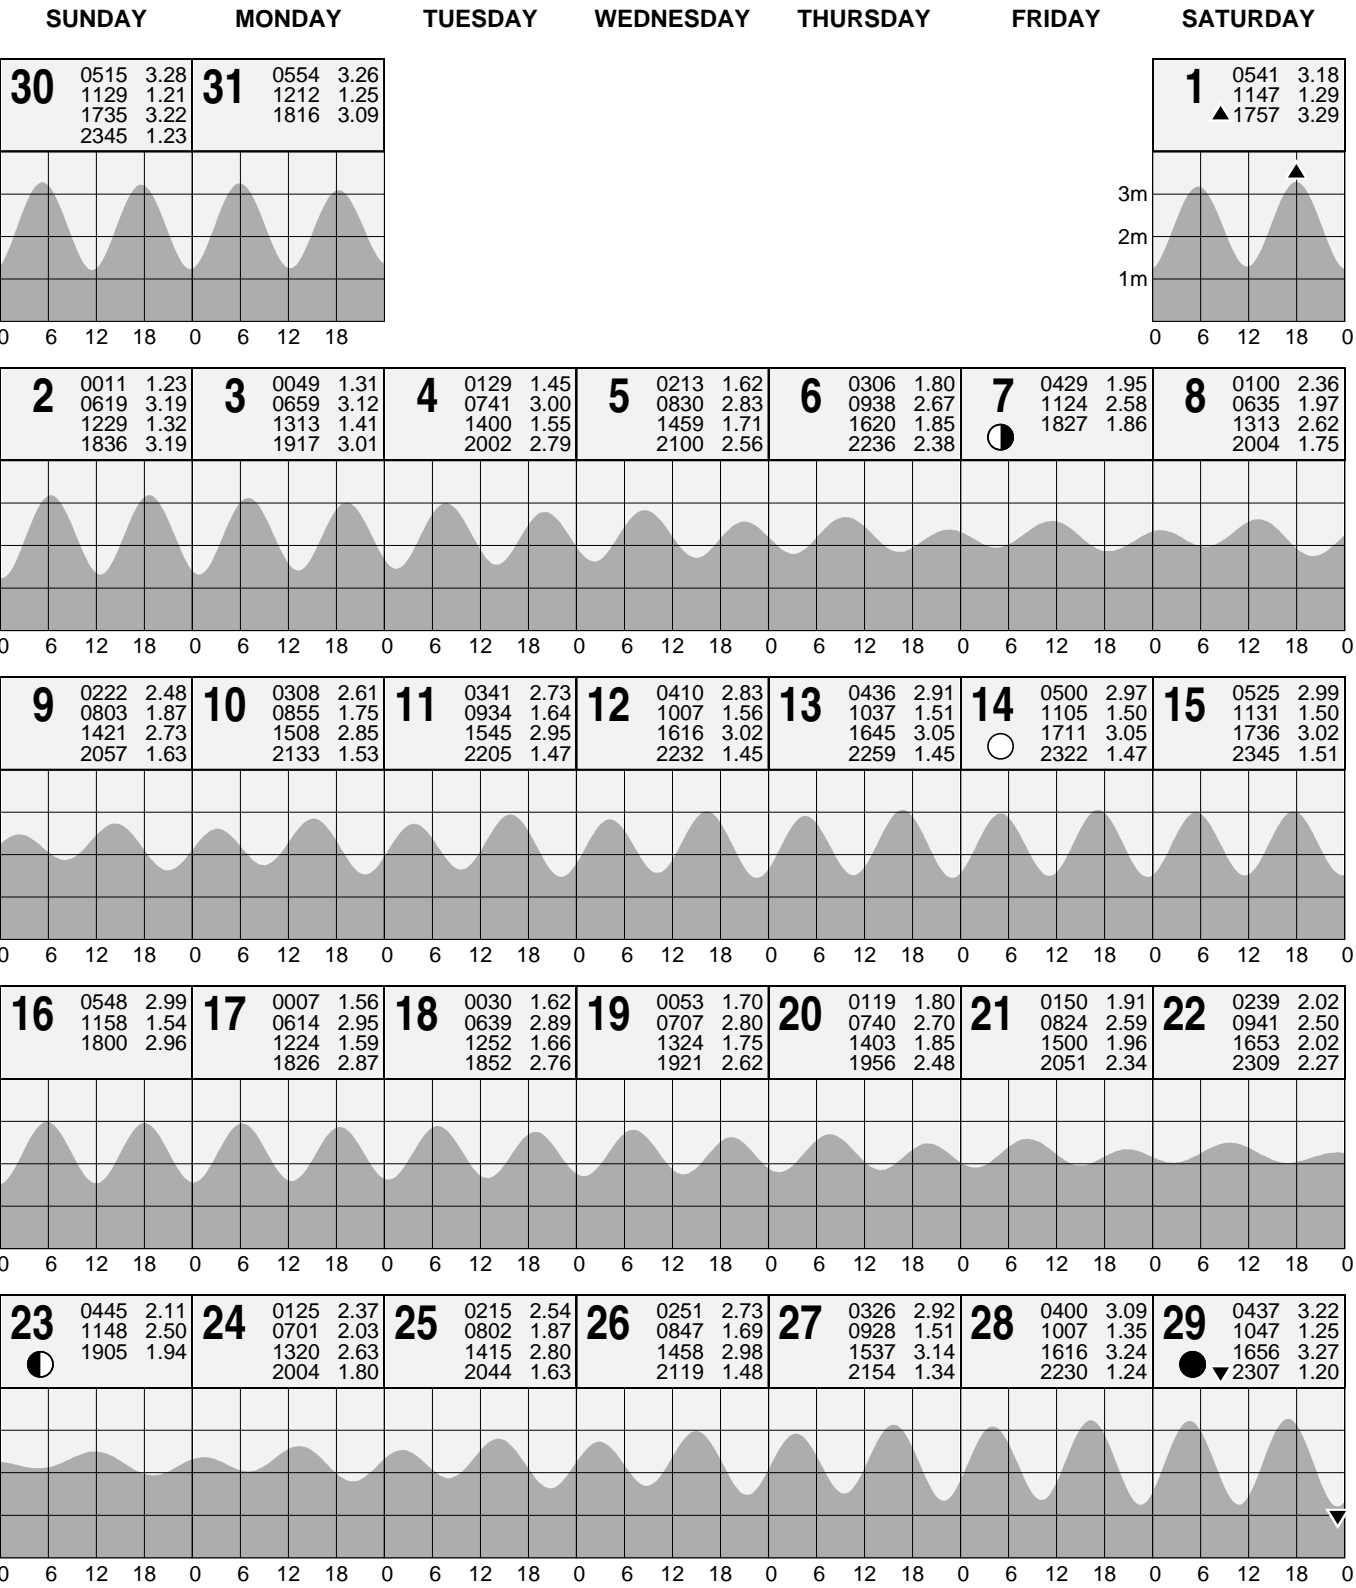 SUNDAY MONDAY TUESDAY WEDNESDAY THURSDAY FRIDAY SATURDAY
30 0515 3.28 31 0554 3.26 1 0541 3.18
1129 1.21 1212 1.25 1147 1.29
1735 3.22 1816 3.09 1757 3.29
2345 1.23
3m
2m
1m
0 6 12 18 0 6 12 18 0 6 12 18 0
2 0011 1.23 3 0049 1.31 4 0129 1.45 5 0213 1.62 6 0306 1.80 7 0429 1.95 8 0100 2.36
0619 3.19 0659 3.12 0741 3.00 0830 2.83 0938 2.67 1124 2.58 0635 1.97
1229 1.32 1313 1.41 1400 1.55 1459 1.71 1620 1.85 1827 1.86 1313 2.62
1836 3.19 1917 3.01 2002 2.79 2100 2.56 2236 2.38 2004 1.75
0 6 12 18 0 6 12 18 0 6 12 18 0 6 12 18 0 6 12 18 0 6 12 18 0 6 12 18 0
9 0222 2.48 10 0308 2.61 11 0341 2.73 12 0410 2.83 13 0436 2.91 14 0500 2.97 15 0525 2.99
0803 1.87 0855 1.75 0934 1.64 1007 1.56 1037 1.51 1105 1.50 1131 1.50
1421 2.73 1508 2.85 1545 2.95 1616 3.02 1645 3.05 1711 3.05 1736 3.02
2057 1.63 2133 1.53 2205 1.47 2232 1.45 2259 1.45 2322 1.47 2345 1.51
0 6 12 18 0 6 12 18 0 6 12 18 0 6 12 18 0 6 12 18 0 6 12 18 0 6 12 18 0
16 0548 2.99 17 0007 1.56 18 0030 1.62 19 0053 1.70 20 0119 1.80 21 0150 1.91 22 0239 2.02
1158 1.54 0614 2.95 0639 2.89 0707 2.80 0740 2.70 0824 2.59 0941 2.50
1800 2.96 1224 1.59 1252 1.66 1324 1.75 1403 1.85 1500 1.96 1653 2.02
1826 2.87 1852 2.76 1921 2.62 1956 2.48 2051 2.34 2309 2.27
0 6 12 18 0 6 12 18 0 6 12 18 0 6 12 18 0 6 12 18 0 6 12 18 0 6 12 18 0
23 0445 2.11 24 0125 2.37 25 0215 2.54 26 0251 2.73 27 0326 2.92 28 0400 3.09 29 0437 3.22
1148 2.50 0701 2.03 0802 1.87 0847 1.69 0928 1.51 1007 1.35 1047 1.25
1905 1.94 1320 2.63 1415 2.80 1458 2.98 1537 3.14 1616 3.24 1656 3.27
2004 1.80 2044 1.63 2119 1.48 2154 1.34 2230 1.24 2307 1.20
0 6 12 18 0 6 12 18 0 6 12 18 0 6 12 18 0 6 12 18 0 6 12 18 0 6 12 18 0